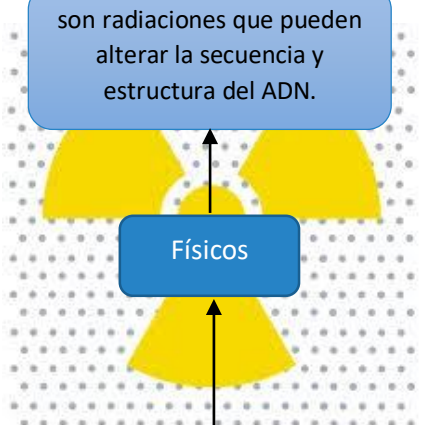 son radiaciones que pueden
alterar la secuencia y
estructura del ADN.
Físicos